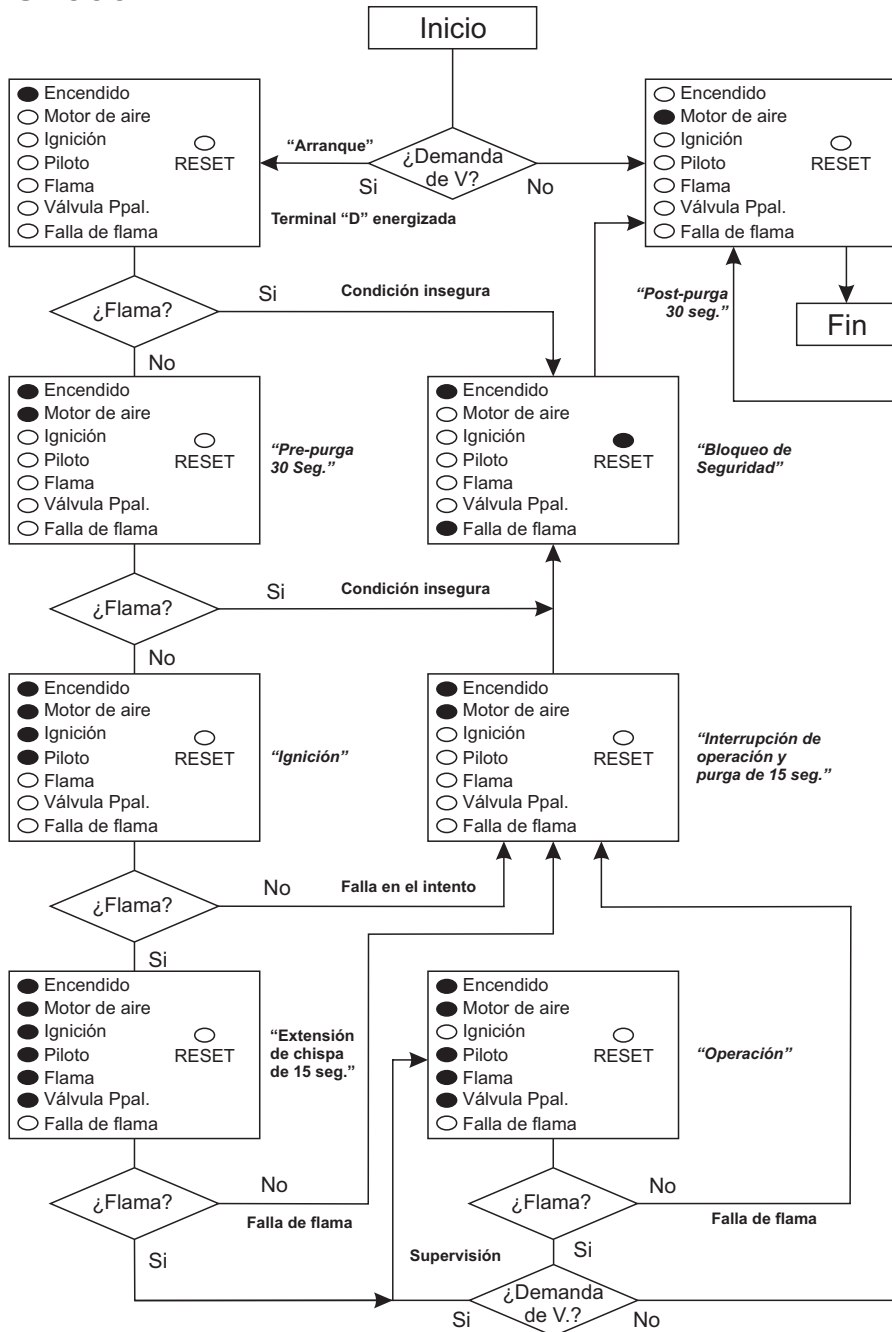 Inicio
Encendido
Motor de aire
Ignición
Piloto
Flama
Válvula Ppal.
Falla de flama
RESET
“Arranque”
Si
¿Demanda
de V?
No
Terminal “D” energizada
Encendido
Motor de aire
Ignición
Piloto
Flama
Válvula Ppal.
Falla de flama
RESET
¿Flama?
Si
Condición insegura
No
“Post-purga
30 seg.”
Fin
Encendido
Motor de aire
Ignición
Piloto
Flama
Válvula Ppal.
Falla de flama
RESET
“Pre-purga
30 Seg.”
Encendido
Motor de aire
Ignición
Piloto
Flama
Válvula Ppal.
Falla de flama
RESET
“Bloqueo de
Seguridad”
¿Flama?
Si
Condición insegura
No
Encendido
Motor de aire
Ignición
Piloto
Flama
Válvula Ppal.
Falla de flama
RESET
“Ignición”
Encendido
Motor de aire
Ignición
Piloto
Flama
Válvula Ppal.
Falla de flama
RESET
“Interrupción de
operación y
purga de 15 seg.”
¿Flama?
No
Falla en el intento
Si
Encendido
Motor de aire
Ignición
Piloto
Flama
Válvula Ppal.
Falla de flama
RESET
“Extensión
de chispa
de 15 seg.”
Encendido
Motor de aire
Ignición
Piloto
Flama
Válvula Ppal.
Falla de flama
RESET
“Operación”
¿Flama?
No
Falla de flama
Si
¿Flama?
No
Falla de flama
Si
Supervisión
Si
¿Demanda
de V.?
No